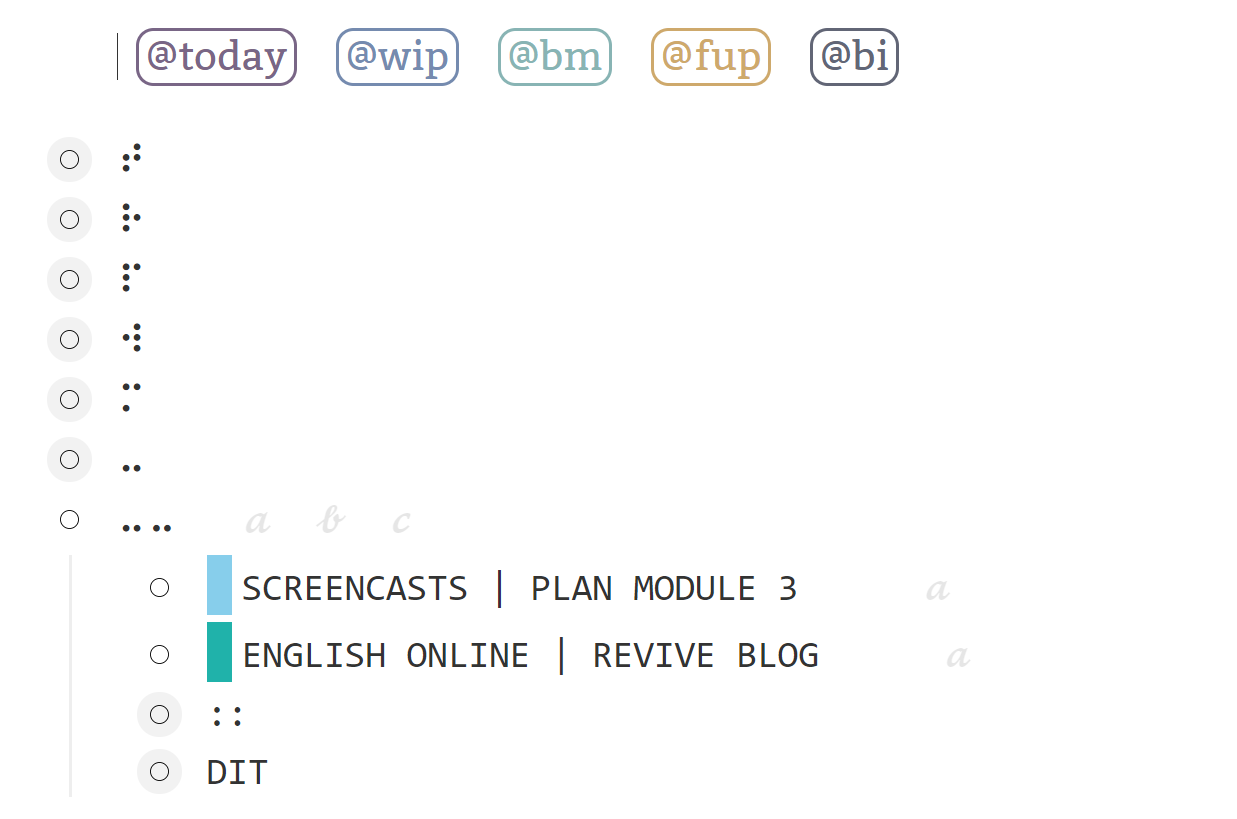 @today @wip @bm @fup @bi
⠞
⠗
⠏
⠺
⠍
⠤
⠤⠤ 𝒶 𝒷 𝒸
SCREENCASTS | PLAN MODULE 3 𝒶
ENGLISH ONLINE | REVIVE BLOG 𝒶
::
DIT